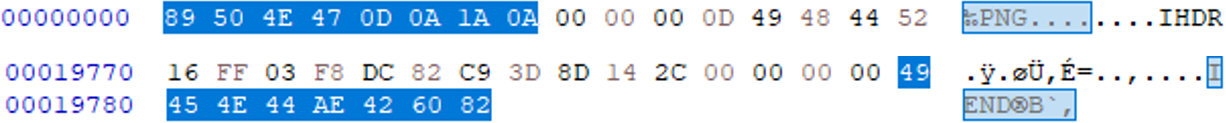 00000000 89 50 4E 47 0D 0A 1A 0A 00 00 00 0D 49 48 44 52 ‰PNG........IHDR
00019770 16 FF 03 F8 DC 82 C9 3D 8D 14 2C 00 00 00 00 49 .ÿ.øÜ‚É=..,....I
00019780 45 4E 44 AE 42 60 82 END®B`‚